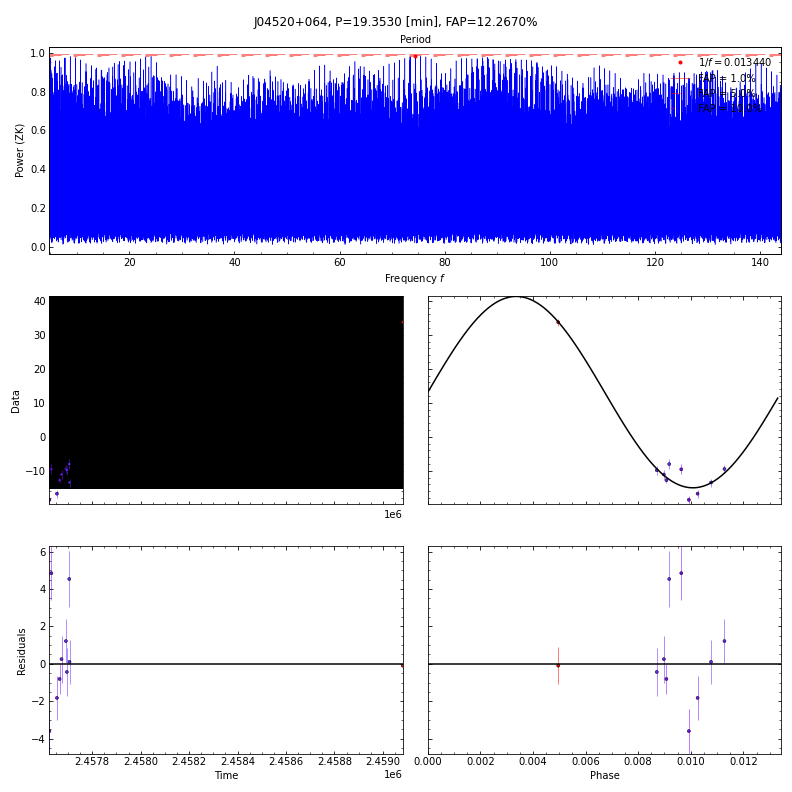 J04520+064, P=19.3530 [min], FAP=12.2670%
Period
1.0
0.8
0.6
0.4
0.2
0.0
Power (ZK)
1/f = 0.013440
FAP = 1.0%
20 40 60 80 100 120 140
Frequency f
40
30
20
10
0
−10
Data
1e6
6
4
2
0
−2
−4
Residuals
2.4578 2.4580 2.4582 2.4584 2.4586 2.4588 2.4590
1e6
Time
0.000 0.002 0.004 0.006 0.008 0.010 0.012
Phase